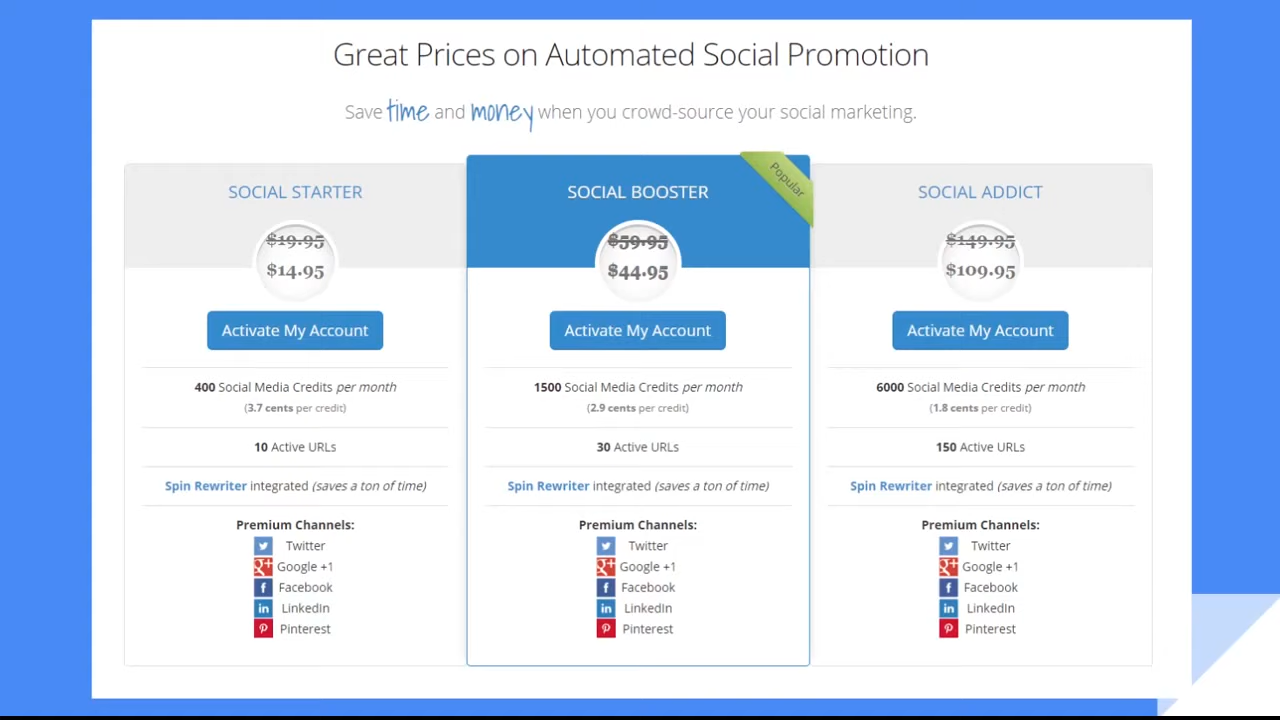 Great Prices on Automated Social Promotion
Save time and money when you crowd-source your social marketing.
SOCIAL STARTER
$19.95
$14.95
Activate My Account
400 Social Media Credits per month
(3.7 cents per credit)
10 Active URLs
Spin Rewriter integrated (saves a ton of time)
Premium Channels:
Twitter
Google +1
Facebook
LinkedIn
Pinterest
Popular
SOCIAL BOOSTER
$59.95
$44.95
Activate My Account
1500 Social Media Credits per month
(2.9 cents per credit)
30 Active URLs
Spin Rewriter integrated (saves a ton of time)
Premium Channels:
Twitter
Google +1
Facebook
LinkedIn
Pinterest
SOCIAL ADDICT
$149.95
$109.95
Activate My Account
6000 Social Media Credits per month
(1.8 cents per credit)
150 Active URLs
Spin Rewriter integrated (saves a ton of time)
Premium Channels:
Twitter
Google +1
Facebook
LinkedIn
Pinterest